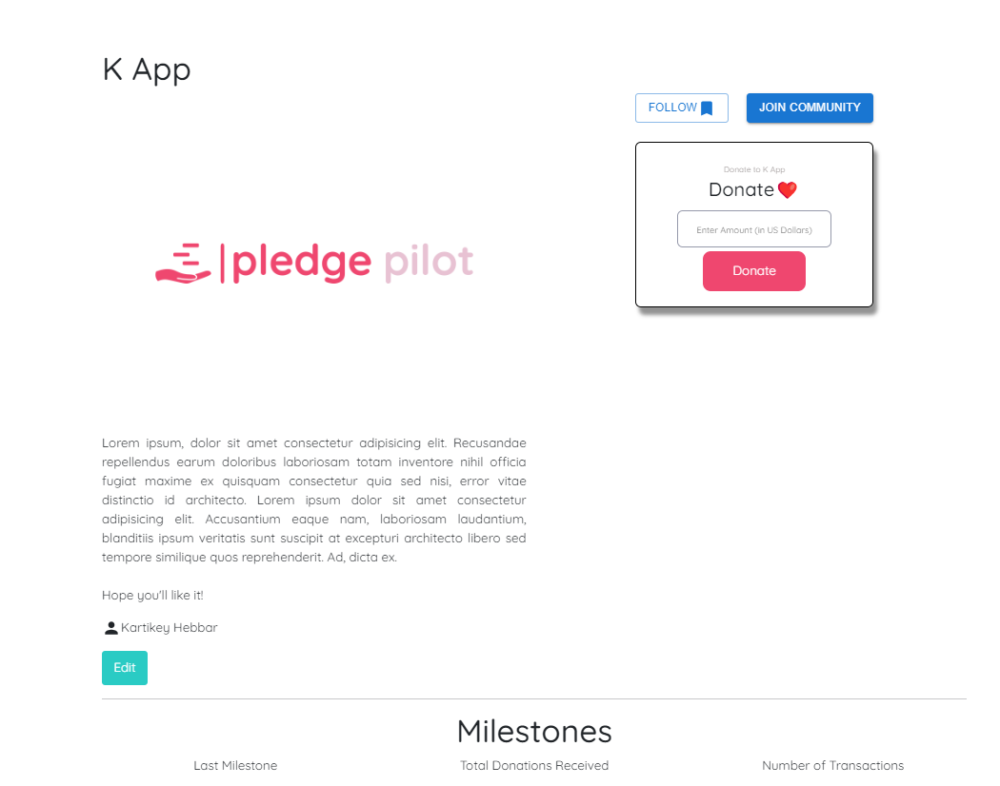 K App
FOLLOW
JOIN COMMUNITY
Donate to K App
Donate
Enter Amount (in US Dollars)
Donate
pledge pilot
Lorem ipsum, dolor sit amet consectetur adipisicing elit. Recusandae
repellendus earum doloribus laboriosam totam inventore nihil officia
fugiat maxime ex quisquam consectetur quia sed nisi, error vitae
distinctio id architecto. Lorem ipsum dolor sit amet consectetur
adipisicing elit. Accusantium eaque nam, laboriosam laudantium,
blanditiis ipsum veritatis sunt suscipit at excepturi architecto libero sed
tempore similique quos reprehenderit. Ad, dicta ex.
Hope you'll like it!
Kartikey Hebbar
Edit
Milestones
Last Milestone
Total Donations Received
Number of Transactions